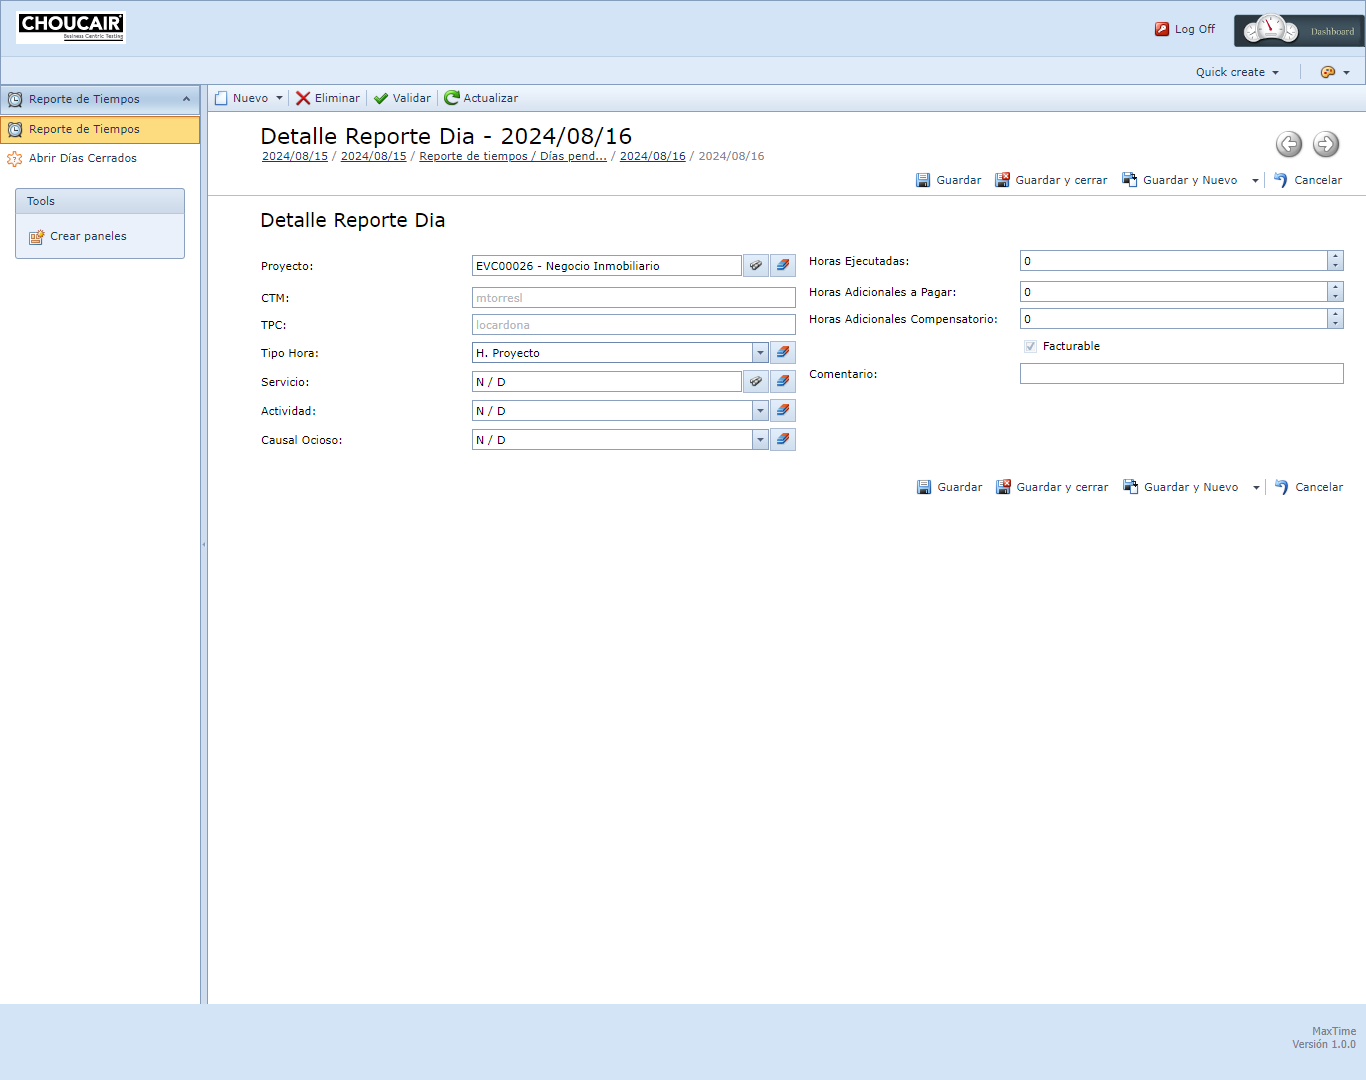 CHOUCAIR
Business Centric Testing
Log Off
Dashboard
Quick create
Reporte de Tiempos
Reporte de Tiempos
Abrir Días Cerrados
Tools
Crear paneles
Nuevo
Eliminar
Validar
Actualizar
Detalle Reporte Dia - 2024/08/16
2024/08/15 / 2024/08/15 / Reporte de tiempos / Días pend... / 2024/08/16 / 2024/08/16
Guardar
Guardar y cerrar
Guardar y Nuevo
Cancelar
Detalle Reporte Dia
Proyecto: EVC00026 - Negocio Inmobiliario
CTM: mtorresl
TPC: locardona
Tipo Hora: H. Proyecto
Servicio: N / D
Actividad: N / D
Causal Ocioso: N / D
Horas Ejecutadas: 0
Horas Adicionales a Pagar: 0
Horas Adicionales Compensatorio: 0
Facturable
Comentario:
Guardar
Guardar y cerrar
Guardar y Nuevo
Cancelar
MaxTime
Versión 1.0.0